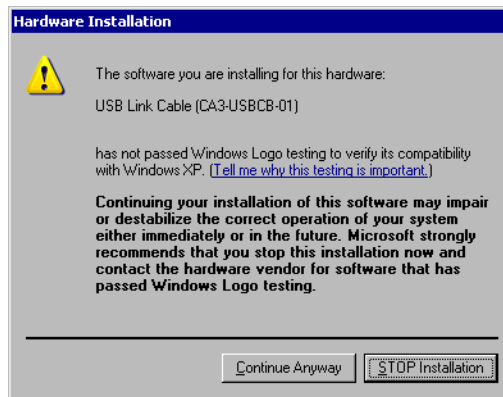 Hardware Installation
The software you are installing for this hardware:
USB Link Cable (CA3-USBCB-01)
has not passed Windows Logo testing to verify its compatibility
with Windows XP. (Tell me why this testing is important.)
Continuing your installation of this software may impair
or destabilize the correct operation of your system
either immediately or in the future. Microsoft strongly
recommends that you stop this installation now and
contact the hardware vendor for software that has
passed Windows Logo testing.
Continue Anyway
STOP Installation